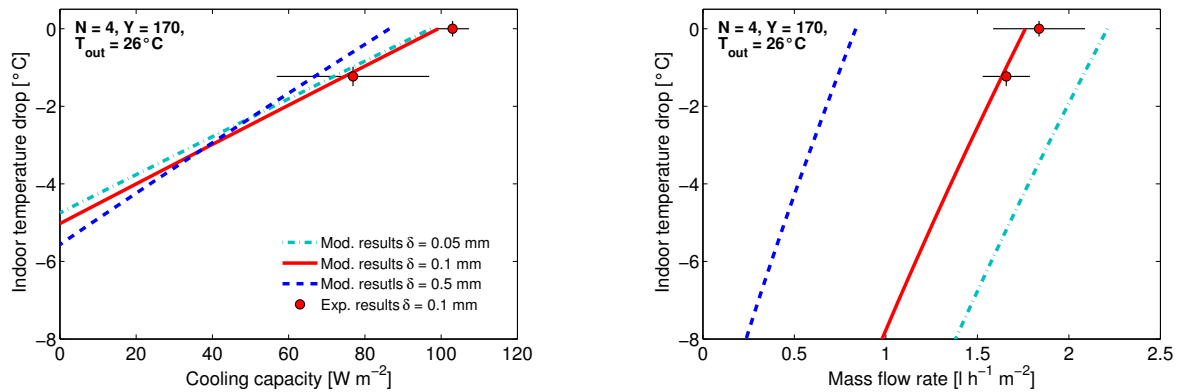 N = 4, Y = 170,
T_out = 26°C
0
−2
−4
−6
−8
Indoor temperature drop [° C]
Mod. results δ = 0.05 mm
Mod. results δ = 0.1 mm
Mod. resutls δ = 0.5 mm
Exp. results δ = 0.1 mm
0 20 40 60 80 100 120
Cooling capacity [W m⁻²]
N = 4, Y = 170,
T_out = 26°C
0
−2
−4
−6
−8
Indoor temperature drop [° C]
0 0.5 1 1.5 2 2.5
Mass flow rate [l h⁻¹ m⁻²]